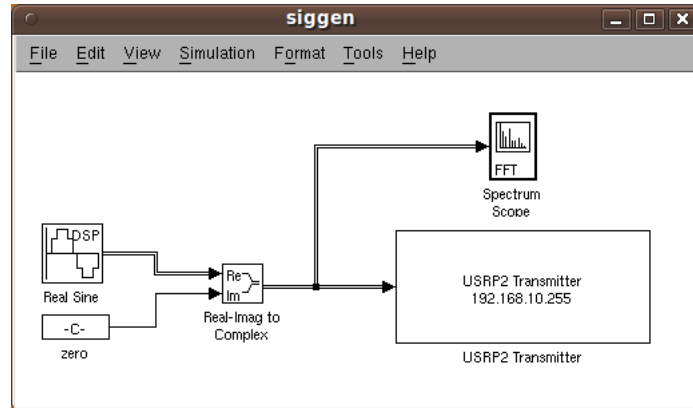 siggen
File Edit View Simulation Format Tools Help
FFT
Spectrum
Scope
DSP
Real Sine
-C-
zero
Re
Im
Real-Imag to
Complex
USRP2 Transmitter
192.168.10.255
USRP2 Transmitter